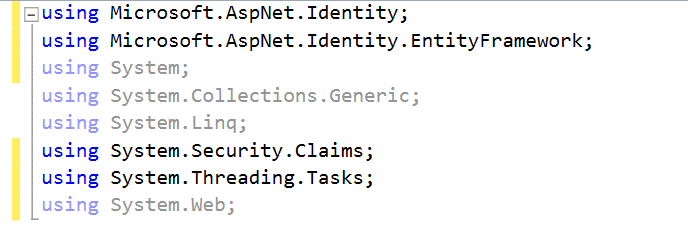 using Microsoft.AspNet.Identity;
using Microsoft.AspNet.Identity.EntityFramework;
using System;
using System.Collections.Generic;
using System.Linq;
using System.Security.Claims;
using System.Threading.Tasks;
using System.Web;